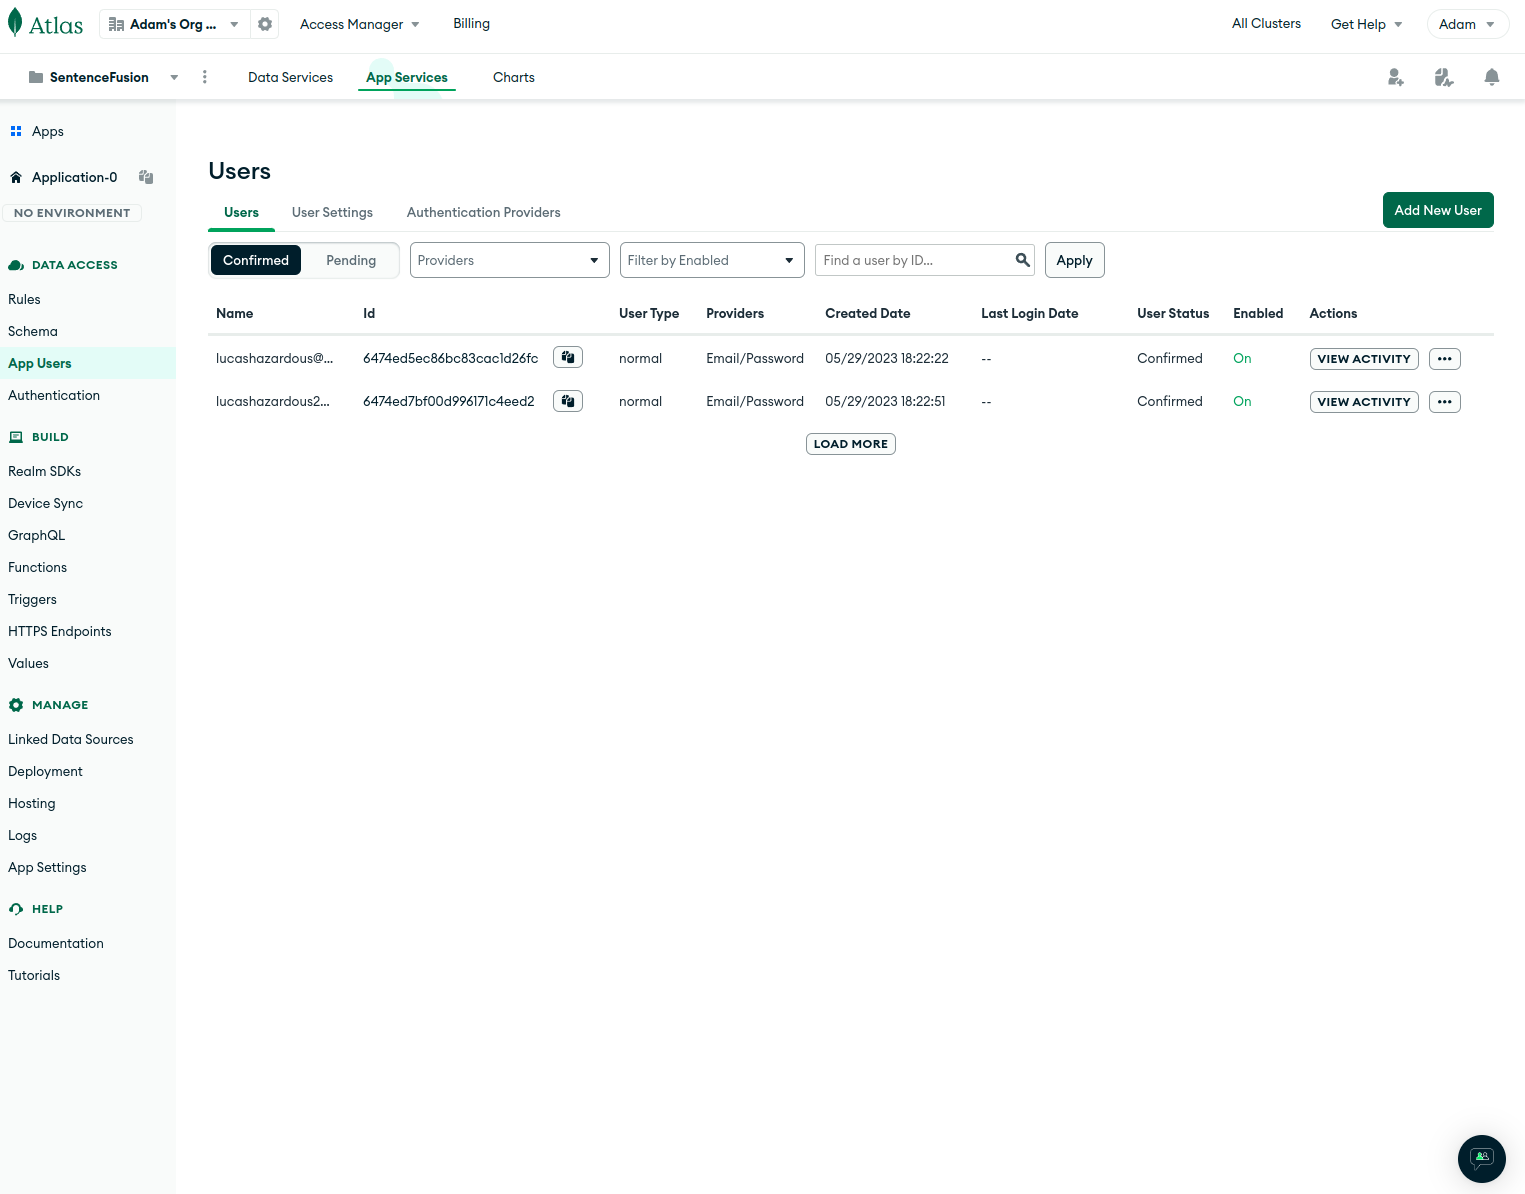 Atlas
Adam's Org ...
Access Manager
Billing
All Clusters
Get Help
Adam
SentenceFusion
Data Services
App Services
Charts
Apps
Application-0
NO ENVIRONMENT
DATA ACCESS
Rules
Schema
App Users
Authentication
BUILD
Realm SDKs
Device Sync
GraphQL
Functions
Triggers
HTTPS Endpoints
Values
MANAGE
Linked Data Sources
Deployment
Hosting
Logs
App Settings
HELP
Documentation
Tutorials
Users
Users User Settings Authentication Providers
Add New User
Confirmed Pending Providers Filter by Enabled Find a user by ID... Apply
Name Id User Type Providers Created Date Last Login Date User Status Enabled Actions
lucashazardous@... 6474ed5ec86bc83cac1d26fc normal Email/Password 05/29/2023 18:22:22 -- Confirmed On VIEW ACTIVITY
lucashazardous2... 6474ed7bf00d996171c4eed2 normal Email/Password 05/29/2023 18:22:51 -- Confirmed On VIEW ACTIVITY
LOAD MORE